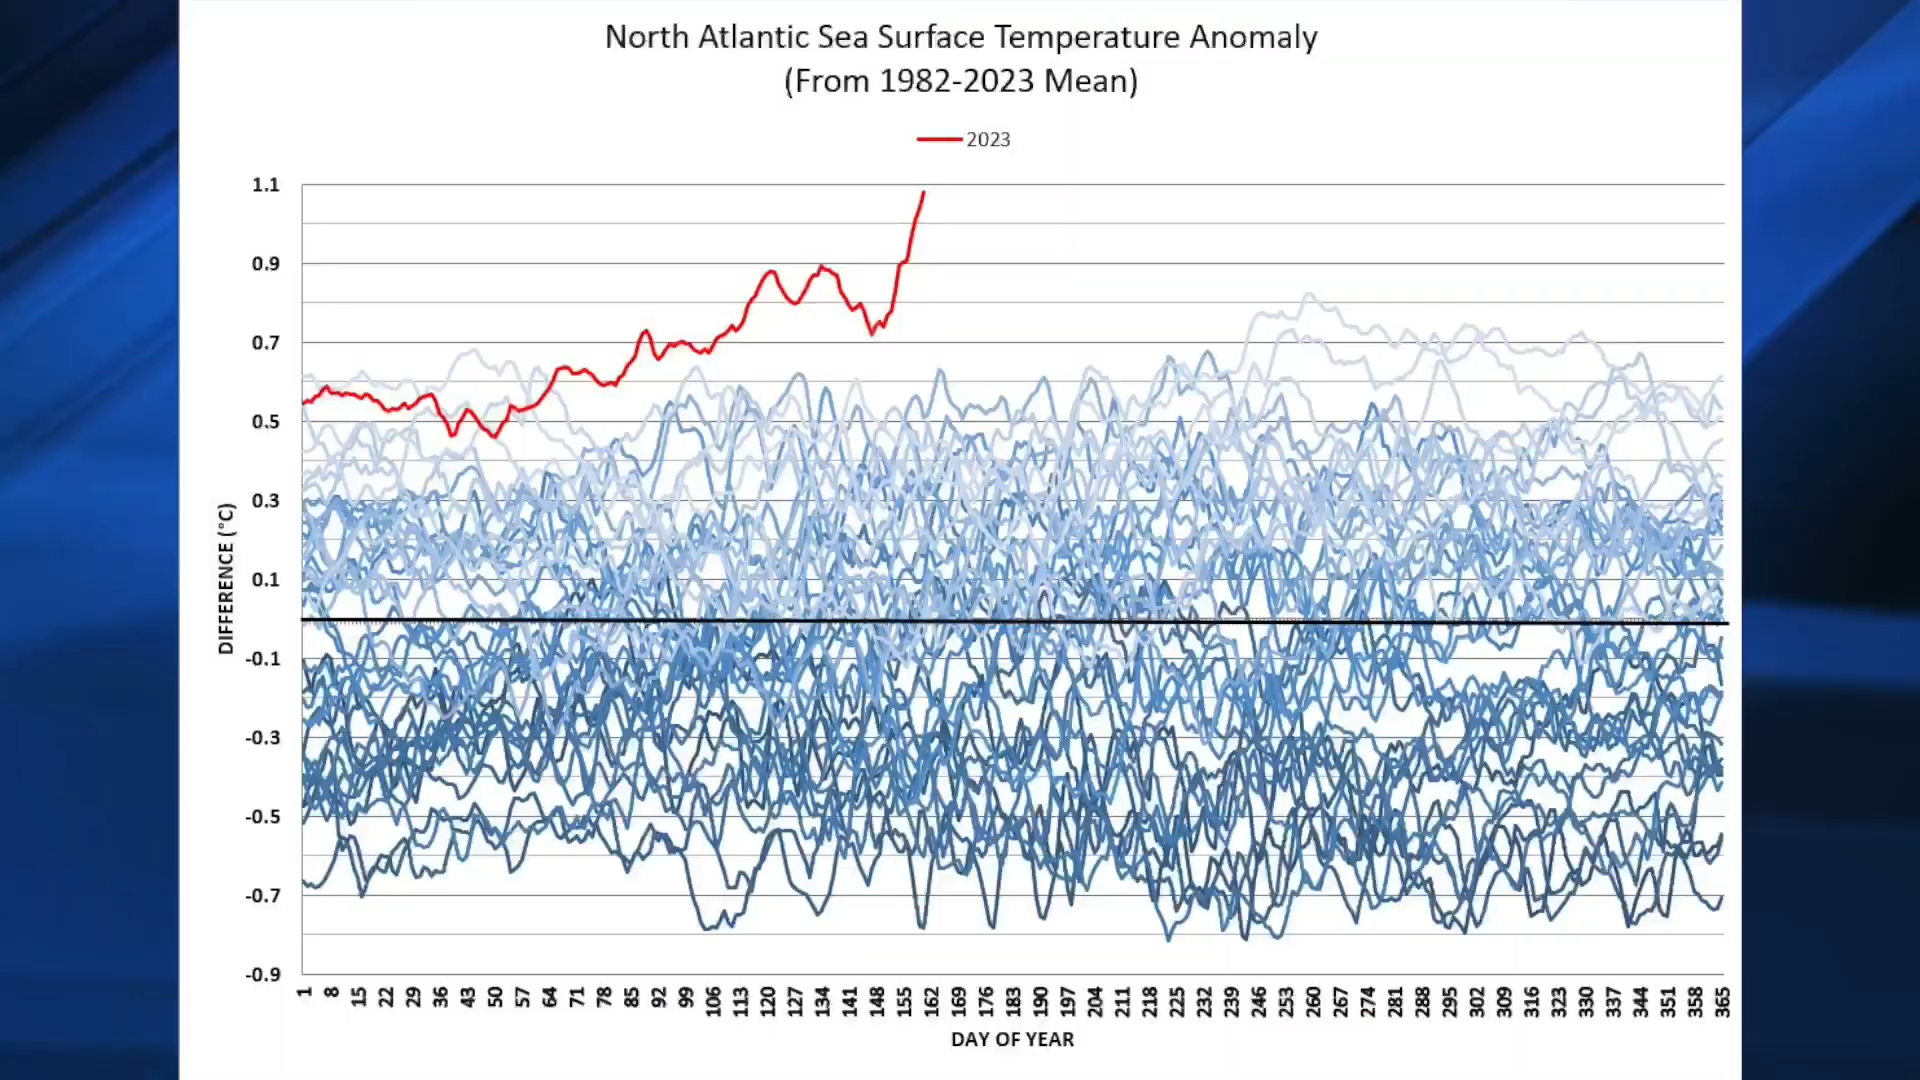 North Atlantic Sea Surface Temperature Anomaly
(From 1982-2023 Mean)
2023
1.1
0.9
0.7
0.5
0.3
0.1
-0.1
-0.3
-0.5
-0.7
-0.9
DIFFERENCE (°C)
1 8 15 22 29 36 43 50 57 64 71 78 85 92 99 106 113 120 127 134 141 148 155 162 169 176 183 190 197 204 211 218 225 232 239 246 253 260 267 274 281 288 295 302 309 316 323 330 337 344 351 358 365
DAY OF YEAR